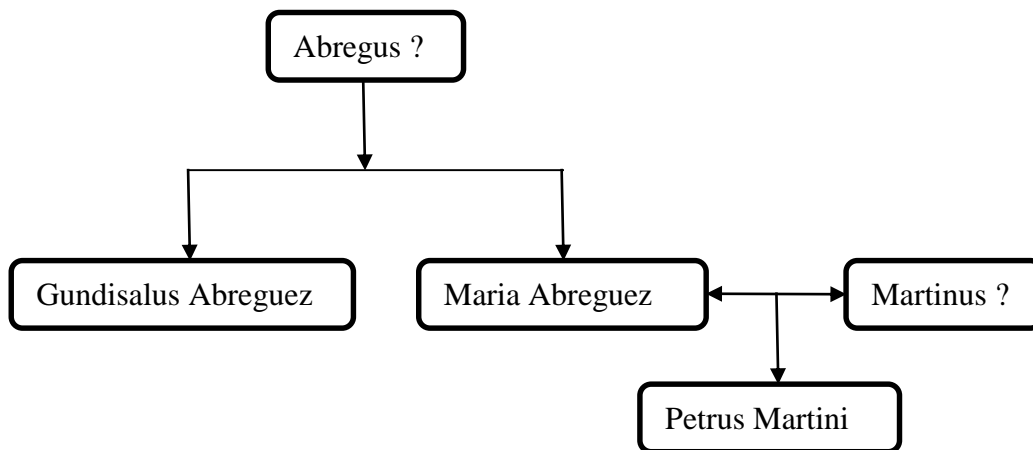 Abregus ?
Gundisalus Abreguez
Maria Abreguez
Martinus ?
Petrus Martini